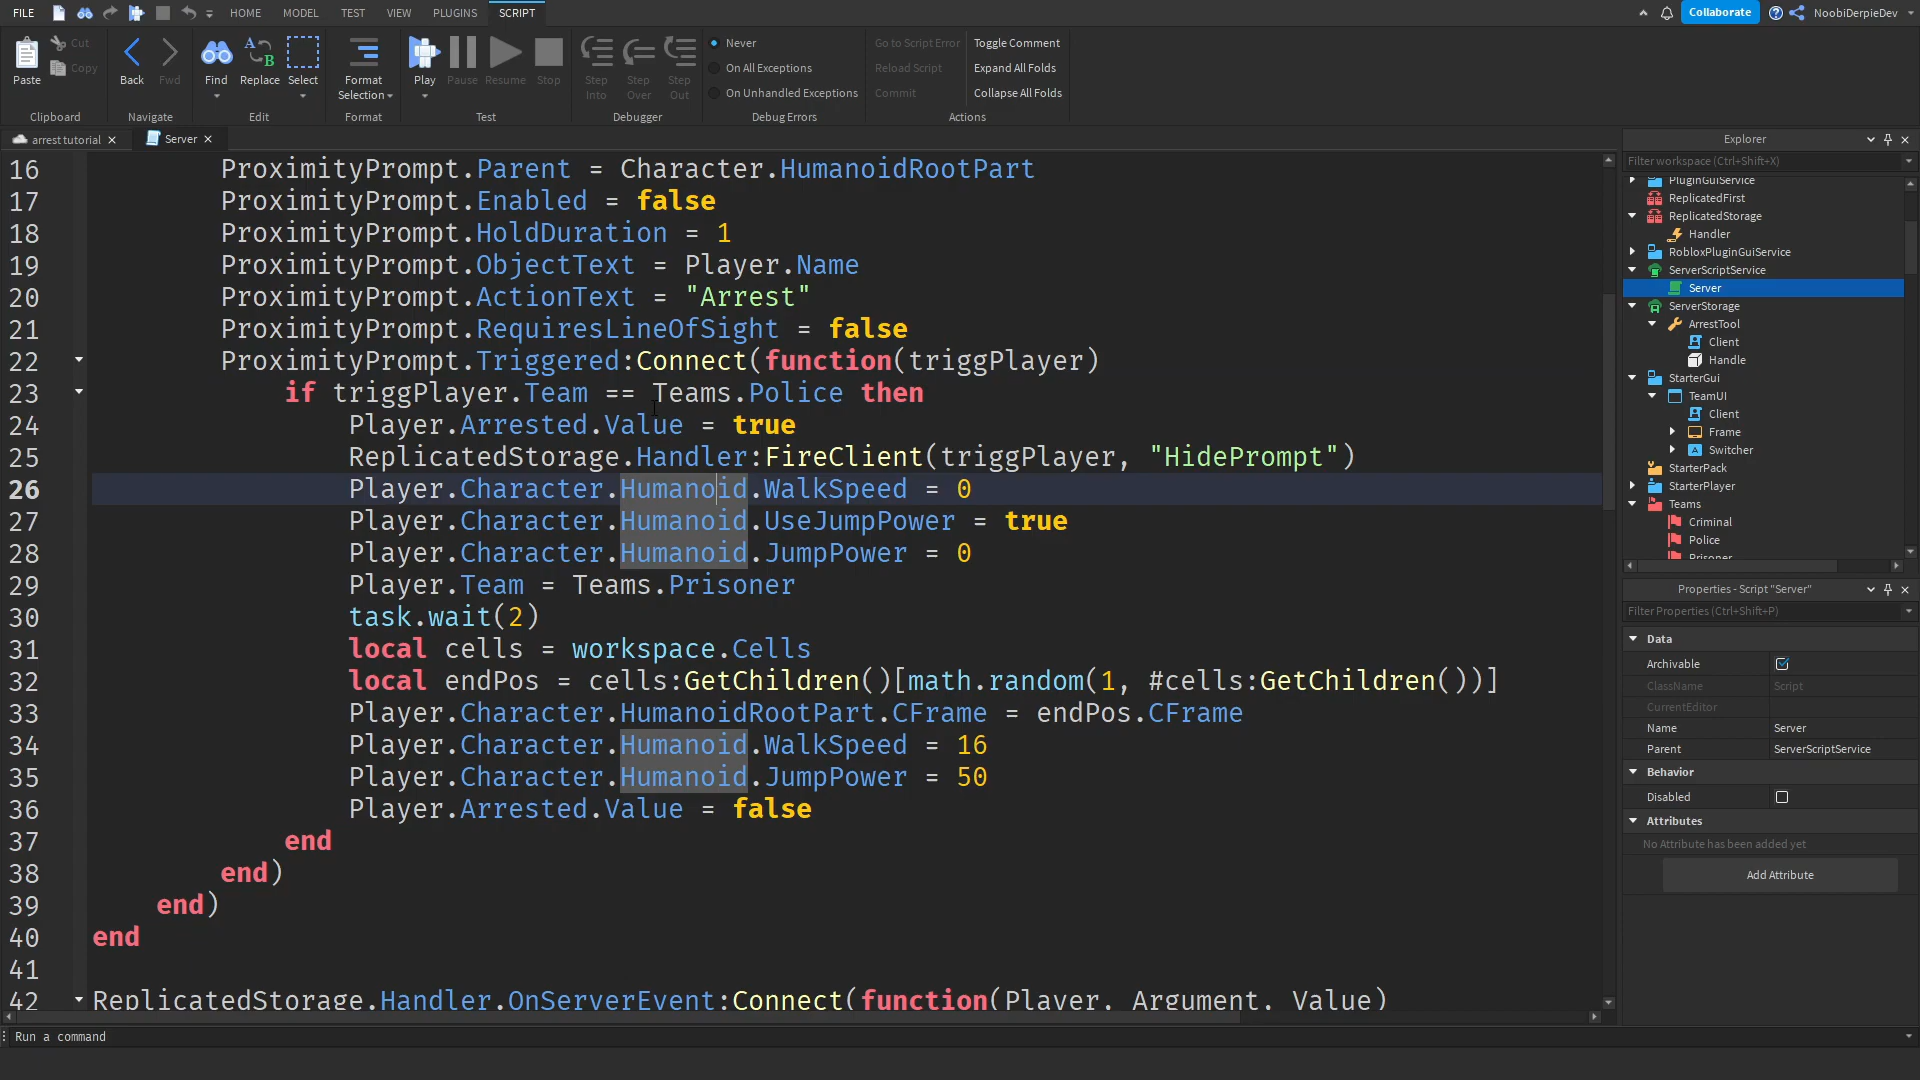 FILE HOME MODEL TEST VIEW PLUGINS SCRIPT Collaborate NoobiDerpieDev
Paste Cut Copy Back Fwd Find Replace Select Format Selection Play Pause Resume Stop Step Into Step Over Step Out
Never
On All Exceptions
On Unhandled Exceptions
Go to Script Error
Reload Script
Commit
Toggle Comment
Expand All Folds
Collapse All Folds
Clipboard Navigate Edit Format Test Debugger Debug Errors Actions
arrest tutorial Server
16 ProximityPrompt.Parent = Character.HumanoidRootPart
17 ProximityPrompt.Enabled = false
18 ProximityPrompt.HoldDuration = 1
19 ProximityPrompt.ObjectText = Player.Name
20 ProximityPrompt.ActionText = "Arrest"
21 ProximityPrompt.RequiresLineOfSight = false
22 ProximityPrompt.Triggered:Connect(function(triggPlayer)
23 if triggPlayer.Team == Teams.Police then
24 Player.Arrested.Value = true
25 ReplicatedStorage.Handler:FireClient(triggPlayer, "HidePrompt")
26 Player.Character.Humanoid.WalkSpeed = 0
27 Player.Character.Humanoid.UseJumpPower = true
28 Player.Character.Humanoid.JumpPower = 0
29 Player.Team = Teams.Prisoner
30 task.wait(2)
31 local cells = workspace.Cells
32 local endPos = cells:GetChildren()[math.random(1, #cells:GetChildren())]
33 Player.Character.HumanoidRootPart.CFrame = endPos.CFrame
34 Player.Character.Humanoid.WalkSpeed = 16
35 Player.Character.Humanoid.JumpPower = 50
36 Player.Arrested.Value = false
37 end
38 end)
39 end)
40 end
41
42 ReplicatedStorage.Handler.OnServerEvent:Connect(function(Player, Argument, Value)
Run a command
Explorer
Filter workspace (Ctrl+Shift+X)
PluginGuiService
ReplicatedFirst
ReplicatedStorage
Handler
RobloxPluginGuiService
ServerScriptService
Server
ServerStorage
ArrestTool
Client
Handle
StarterGui
TeamUI
Client
Frame
Switcher
StarterPack
StarterPlayer
Teams
Criminal
Police
Prisoner
Properties - Script "Server"
Filter Properties (Ctrl+Shift+P)
Data
Archivable
ClassName Script
CurrentEditor
Name Server
Parent ServerScriptService
Behavior
Disabled
Attributes
No Attribute has been added yet
Add Attribute